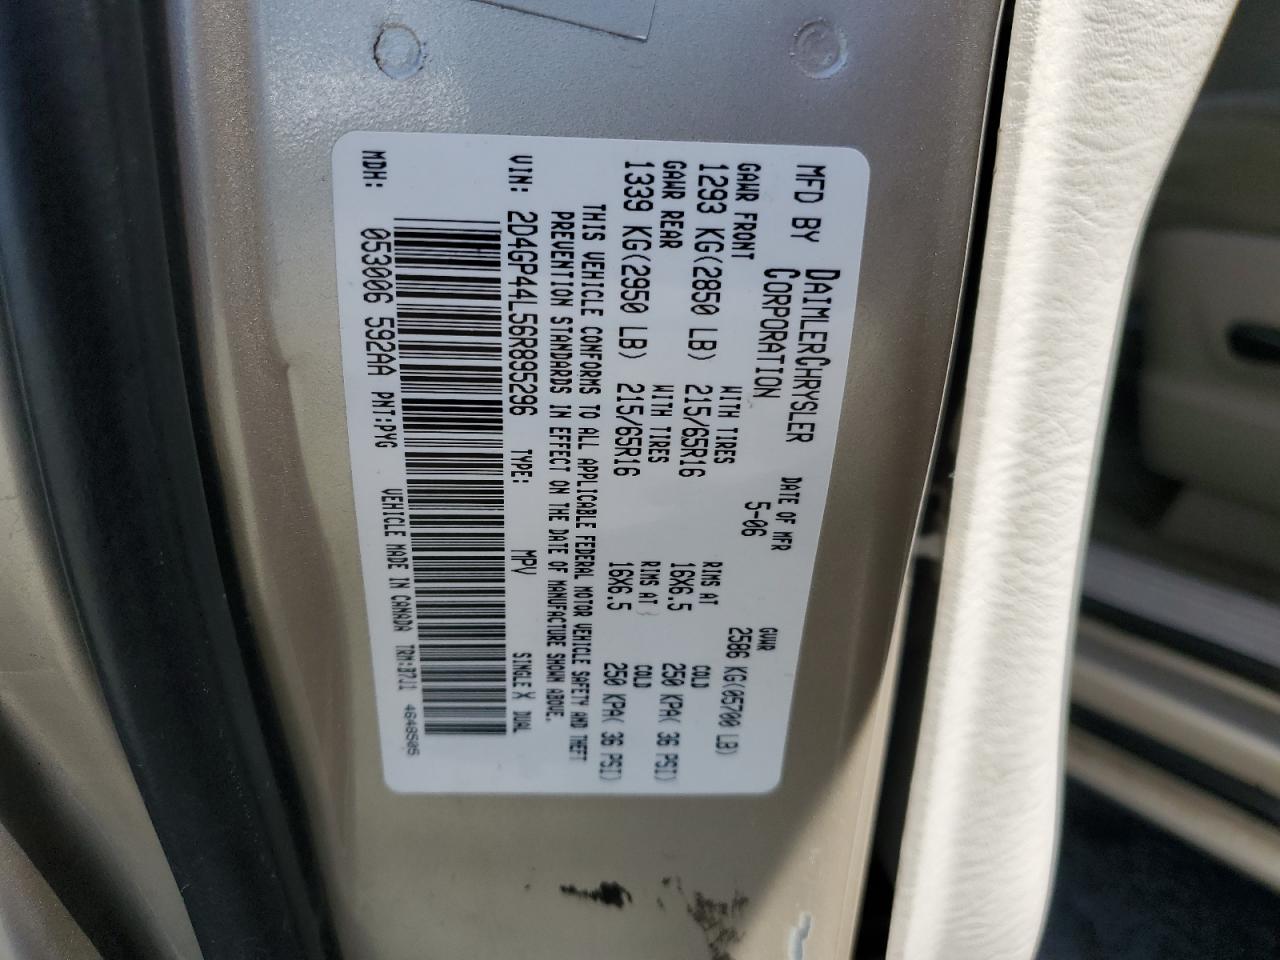 MFD BY DAIMLERCHRYSLER CORPORATION
DATE OF MFR 5-06
GVWR 2586 KG(05700 LB)
GAWR FRONT WITH TIRES RIMS AT COLD
1293 KG(2850 LB) 215/65R16 16X6.5 250 KPA( 36 PSI)
GAWR REAR WITH TIRES RIMS AT COLD
1339 KG(2950 LB) 215/65R16 16X6.5 250 KPA( 36 PSI)
THIS VEHICLE CONFORMS TO ALL APPLICABLE FEDERAL MOTOR VEHICLE SAFETY AND THEFT
PREVENTION STANDARDS IN EFFECT ON THE DATE OF MANUFACTURE SHOWN ABOVE.
VIN: 2D4GP44L56R895296 TYPE: MPV SINGLE X DUAL
MDH: 053006 592AA PNT:PYG VEHICLE MADE IN CANADA TRM:B7J1 4648505